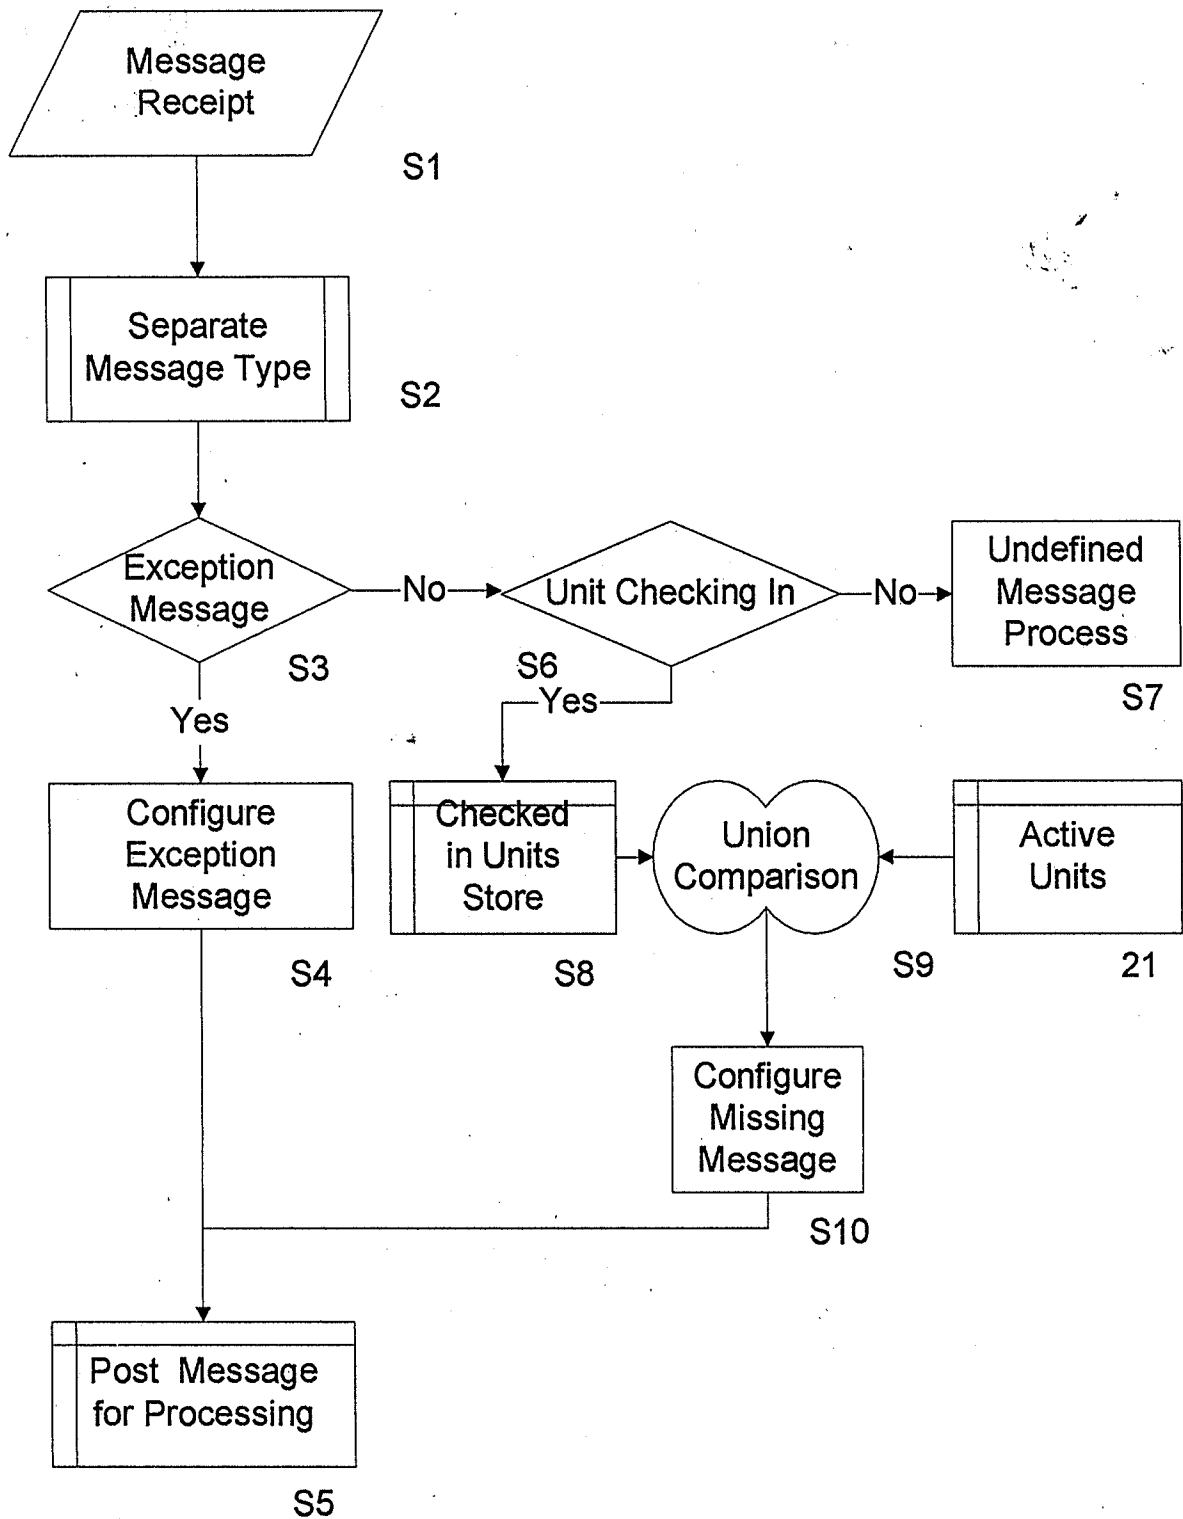 Message
Receipt
S1
Separate
Message Type
S2
Exception
Message
No
Unit Checking In
No
Undefined
Message
Process
S3
S6
S7
Yes
Yes
Configure
Exception
Message
Checked
in Units
Store
Union
Comparison
Active
Units
S4
S8
S9
21
Configure
Missing
Message
S10
Post Message
for Processing
S5